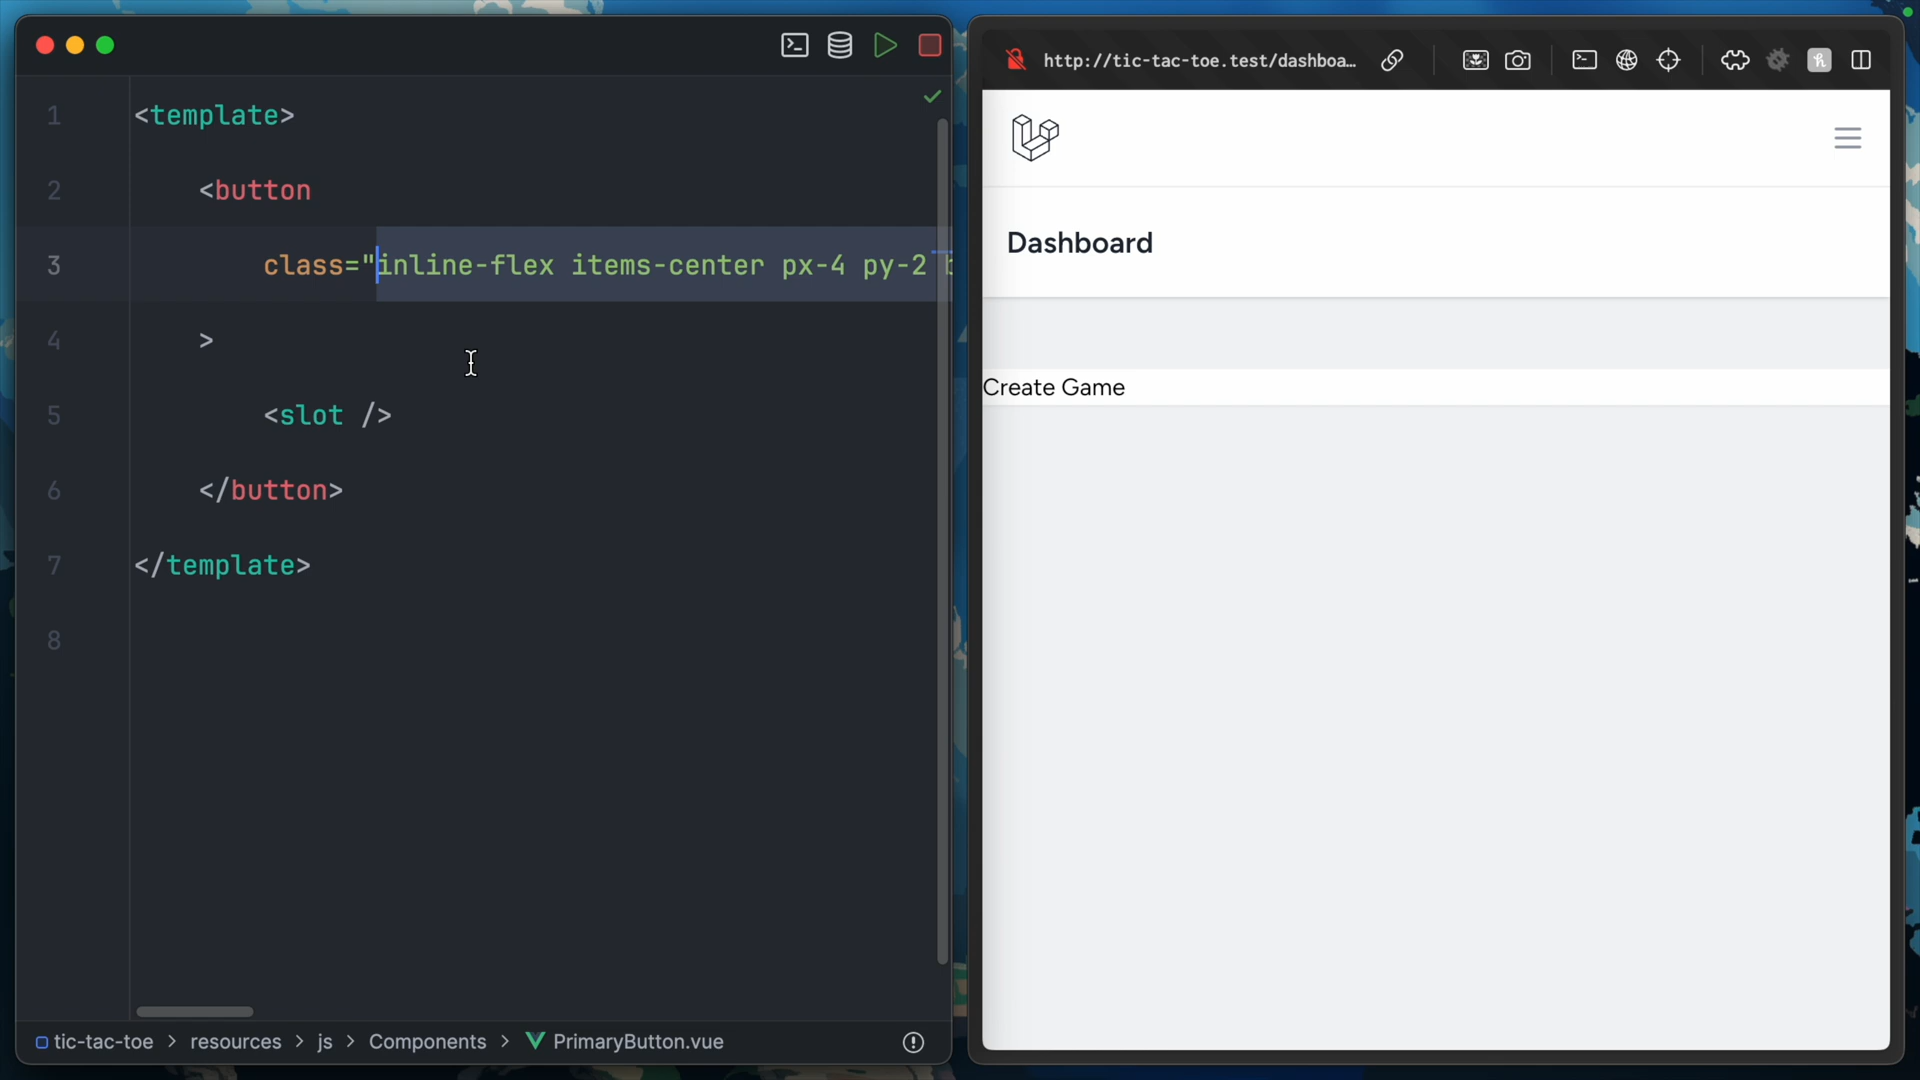 1 <template>
2 <button
3 class="inline-flex items-center px-4 py-2
4 >
5 <slot />
6 </button>
7 </template>
8
tic-tac-toe > resources > js > Components > PrimaryButton.vue
http://tic-tac-toe.test/dashboa…
Dashboard
Create Game